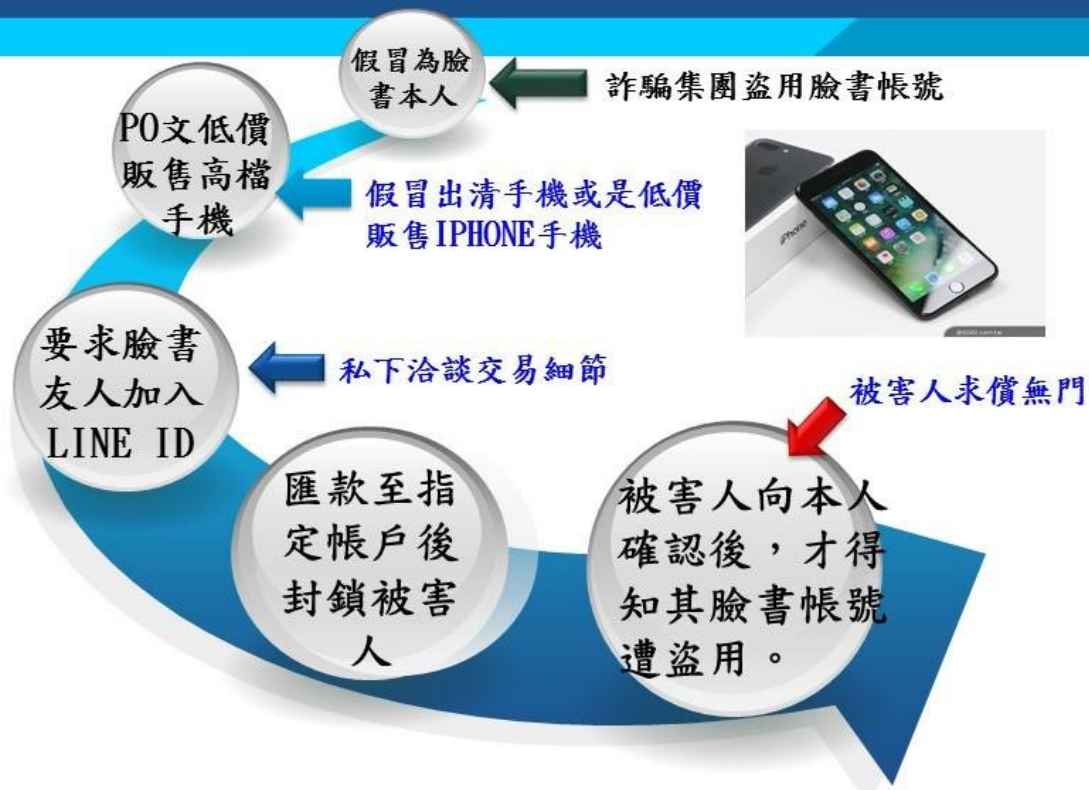 假冒為臉
書本人
詐騙集團盜用臉書帳號
PO文低價
販售高檔
手機
假冒出清手機或是低價
販售IPHONE手機
iPhone
要求臉書
友人加入
LINE ID
私下洽談交易細節
匯款至指
定帳戶後
封鎖被害
人
被害人求償無門
被害人向本人
確認後，才得
知其臉書帳號
遭盜用。